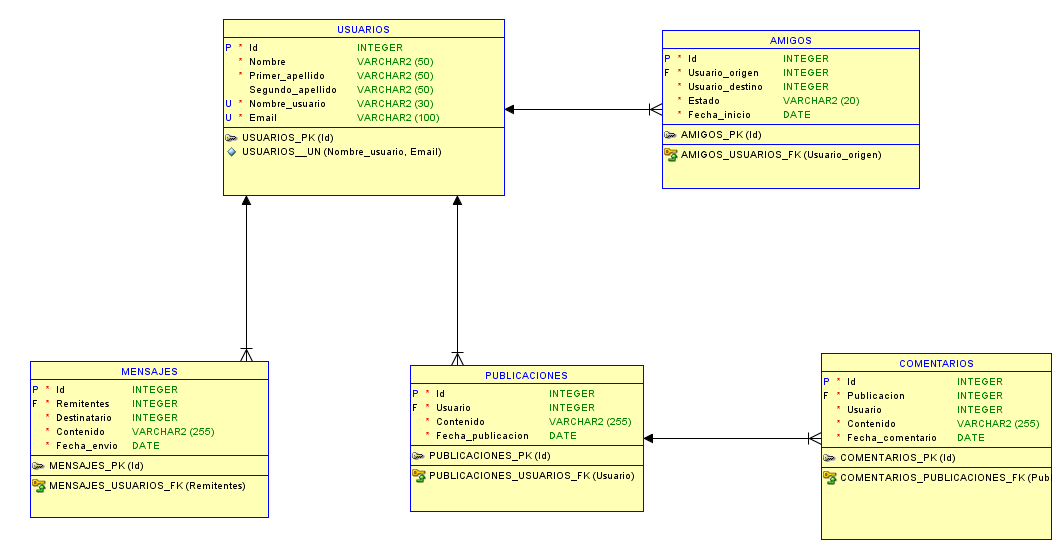 USUARIOS
P * Id INTEGER
* Nombre VARCHAR2 (50)
* Primer_apellido VARCHAR2 (50)
Segundo_apellido VARCHAR2 (50)
U * Nombre_usuario VARCHAR2 (30)
U * Email VARCHAR2 (100)
USUARIOS_PK (Id)
USUARIOS__UN (Nombre_usuario, Email)
AMIGOS
P * Id INTEGER
F * Usuario_origen INTEGER
* Usuario_destino INTEGER
* Estado VARCHAR2 (20)
* Fecha_inicio DATE
AMIGOS_PK (Id)
AMIGOS_USUARIOS_FK (Usuario_origen)
MENSAJES
P * Id INTEGER
F * Remitentes INTEGER
* Destinatario INTEGER
* Contenido VARCHAR2 (255)
* Fecha_envio DATE
MENSAJES_PK (Id)
MENSAJES_USUARIOS_FK (Remitentes)
PUBLICACIONES
P * Id INTEGER
F * Usuario INTEGER
* Contenido VARCHAR2 (255)
* Fecha_publicacion DATE
PUBLICACIONES_PK (Id)
PUBLICACIONES_USUARIOS_FK (Usuario)
COMENTARIOS
P * Id INTEGER
F * Publicacion INTEGER
* Usuario INTEGER
* Contenido VARCHAR2 (255)
* Fecha_comentario DATE
COMENTARIOS_PK (Id)
COMENTARIOS_PUBLICACIONES_FK (Pub